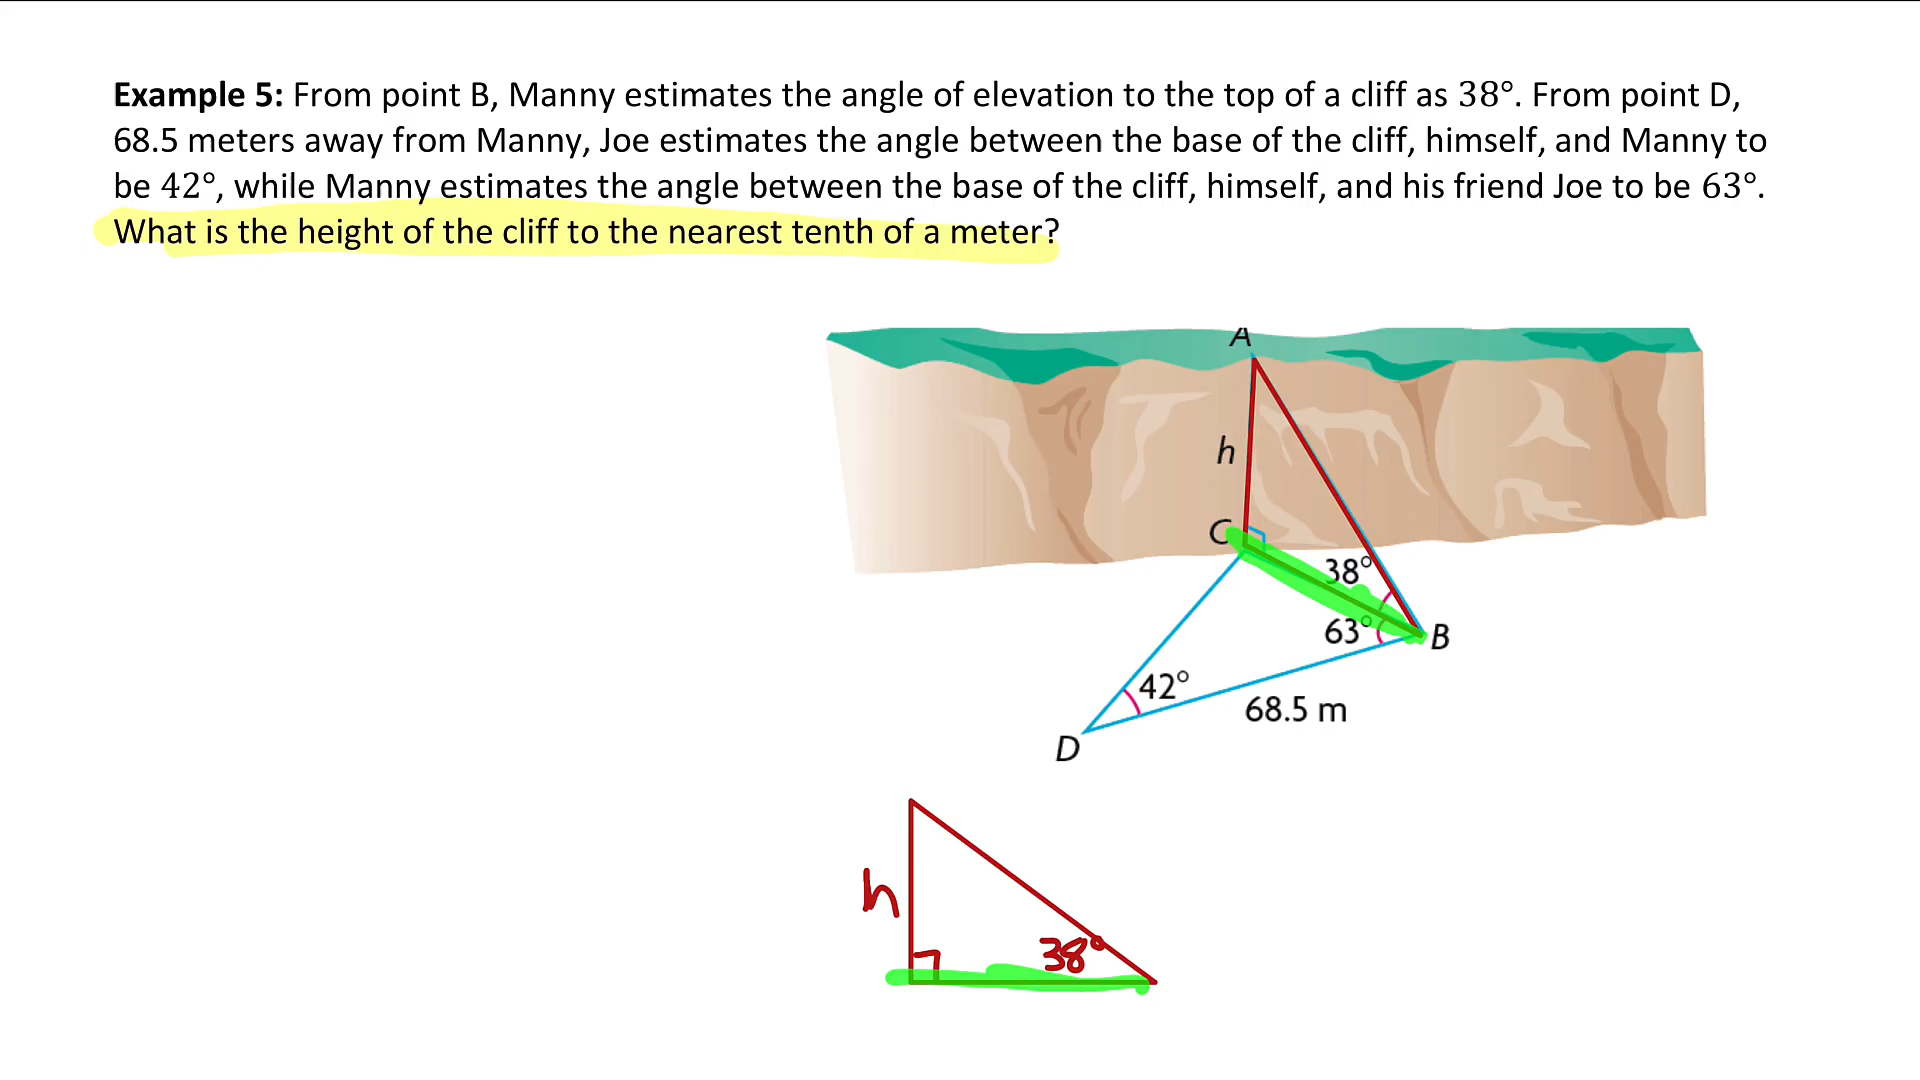 Example 5: From point B, Manny estimates the angle of elevation to the top of a cliff as 38°. From point D,
68.5 meters away from Manny, Joe estimates the angle between the base of the cliff, himself, and Manny to
be 42°, while Manny estimates the angle between the base of the cliff, himself, and his friend Joe to be 63°.
What is the height of the cliff to the nearest tenth of a meter?
A
h
C
38°
63°
B
42°
68.5 m
D
h
38°